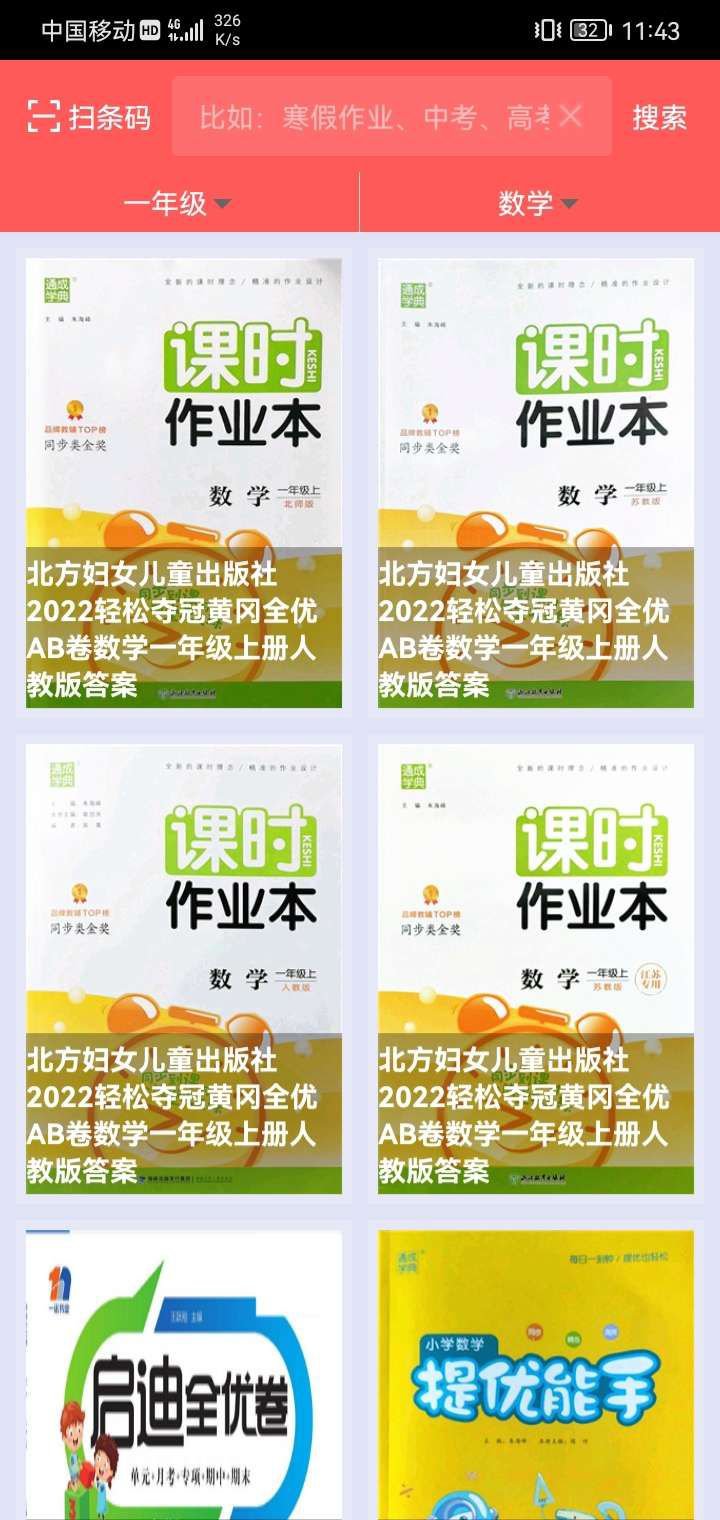 中国移动 HD 4G 326 K/s 32 11:43
扫条码 比如：寒假作业、中考、高考 搜索
一年级 数学
通成学典
全新的课时理念 / 精准的作业设计
主 编 朱海峰
课时
KESHI
作业本
品牌教辅TOP榜
同步类金奖
数 学 一年级上
北师版
北方妇女儿童出版社
2022轻松夺冠黄冈全优
AB卷数学一年级上册人
教版答案
通成学典
全新的课时理念 / 精准的作业设计
主 编 朱海峰
课时
KESHI
作业本
品牌教辅TOP榜
同步类金奖
数 学 一年级上
苏教版
北方妇女儿童出版社
2022轻松夺冠黄冈全优
AB卷数学一年级上册人
教版答案
通成学典
全新的课时理念 / 精准的作业设计
课时
KESHI
作业本
品牌教辅TOP榜
同步类金奖
数 学 一年级上
人教版
北方妇女儿童出版社
2022轻松夺冠黄冈全优
AB卷数学一年级上册人
教版答案
通成学典
全新的课时理念 / 精准的作业设计
主 编 朱海峰
课时
KESHI
作业本
品牌教辅TOP榜
同步类金奖
数 学 一年级上
苏教版
江苏专用
北方妇女儿童出版社
2022轻松夺冠黄冈全优
AB卷数学一年级上册人
教版答案
启迪全优卷
单元+月考+专项+期中+期末
通成学典
每日一刻钟 / 提优也轻松
小学数学
提优能手